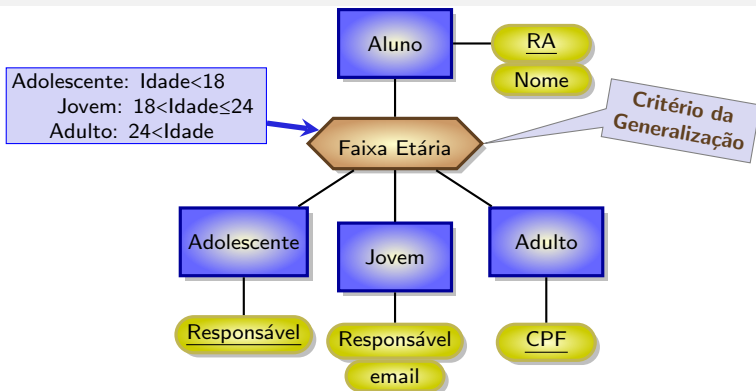 Aluno
RA
Nome
Adolescente: Idade<18
Jovem: 18<Idade≤24
Adulto: 24<Idade
Critério da
Generalização
Faixa Etária
Adolescente
Jovem
Adulto
Responsável
Responsável
email
CPF